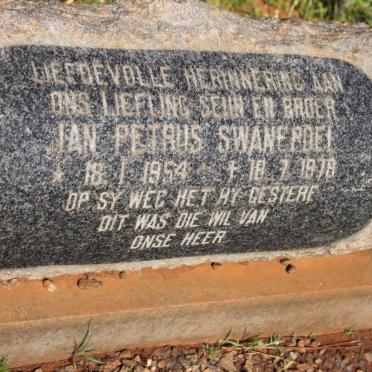 LIEFDEVOLLE HERINNERING AAN
ONS LIEFLING SEUN EN BROER
JAN PETRUS SWANEPOEL
* 18.1.1954 - † 18.7.1978
OP SY WEG HET HY GESTERF
DIT WAS DIE WIL VAN
ONSE HEER.